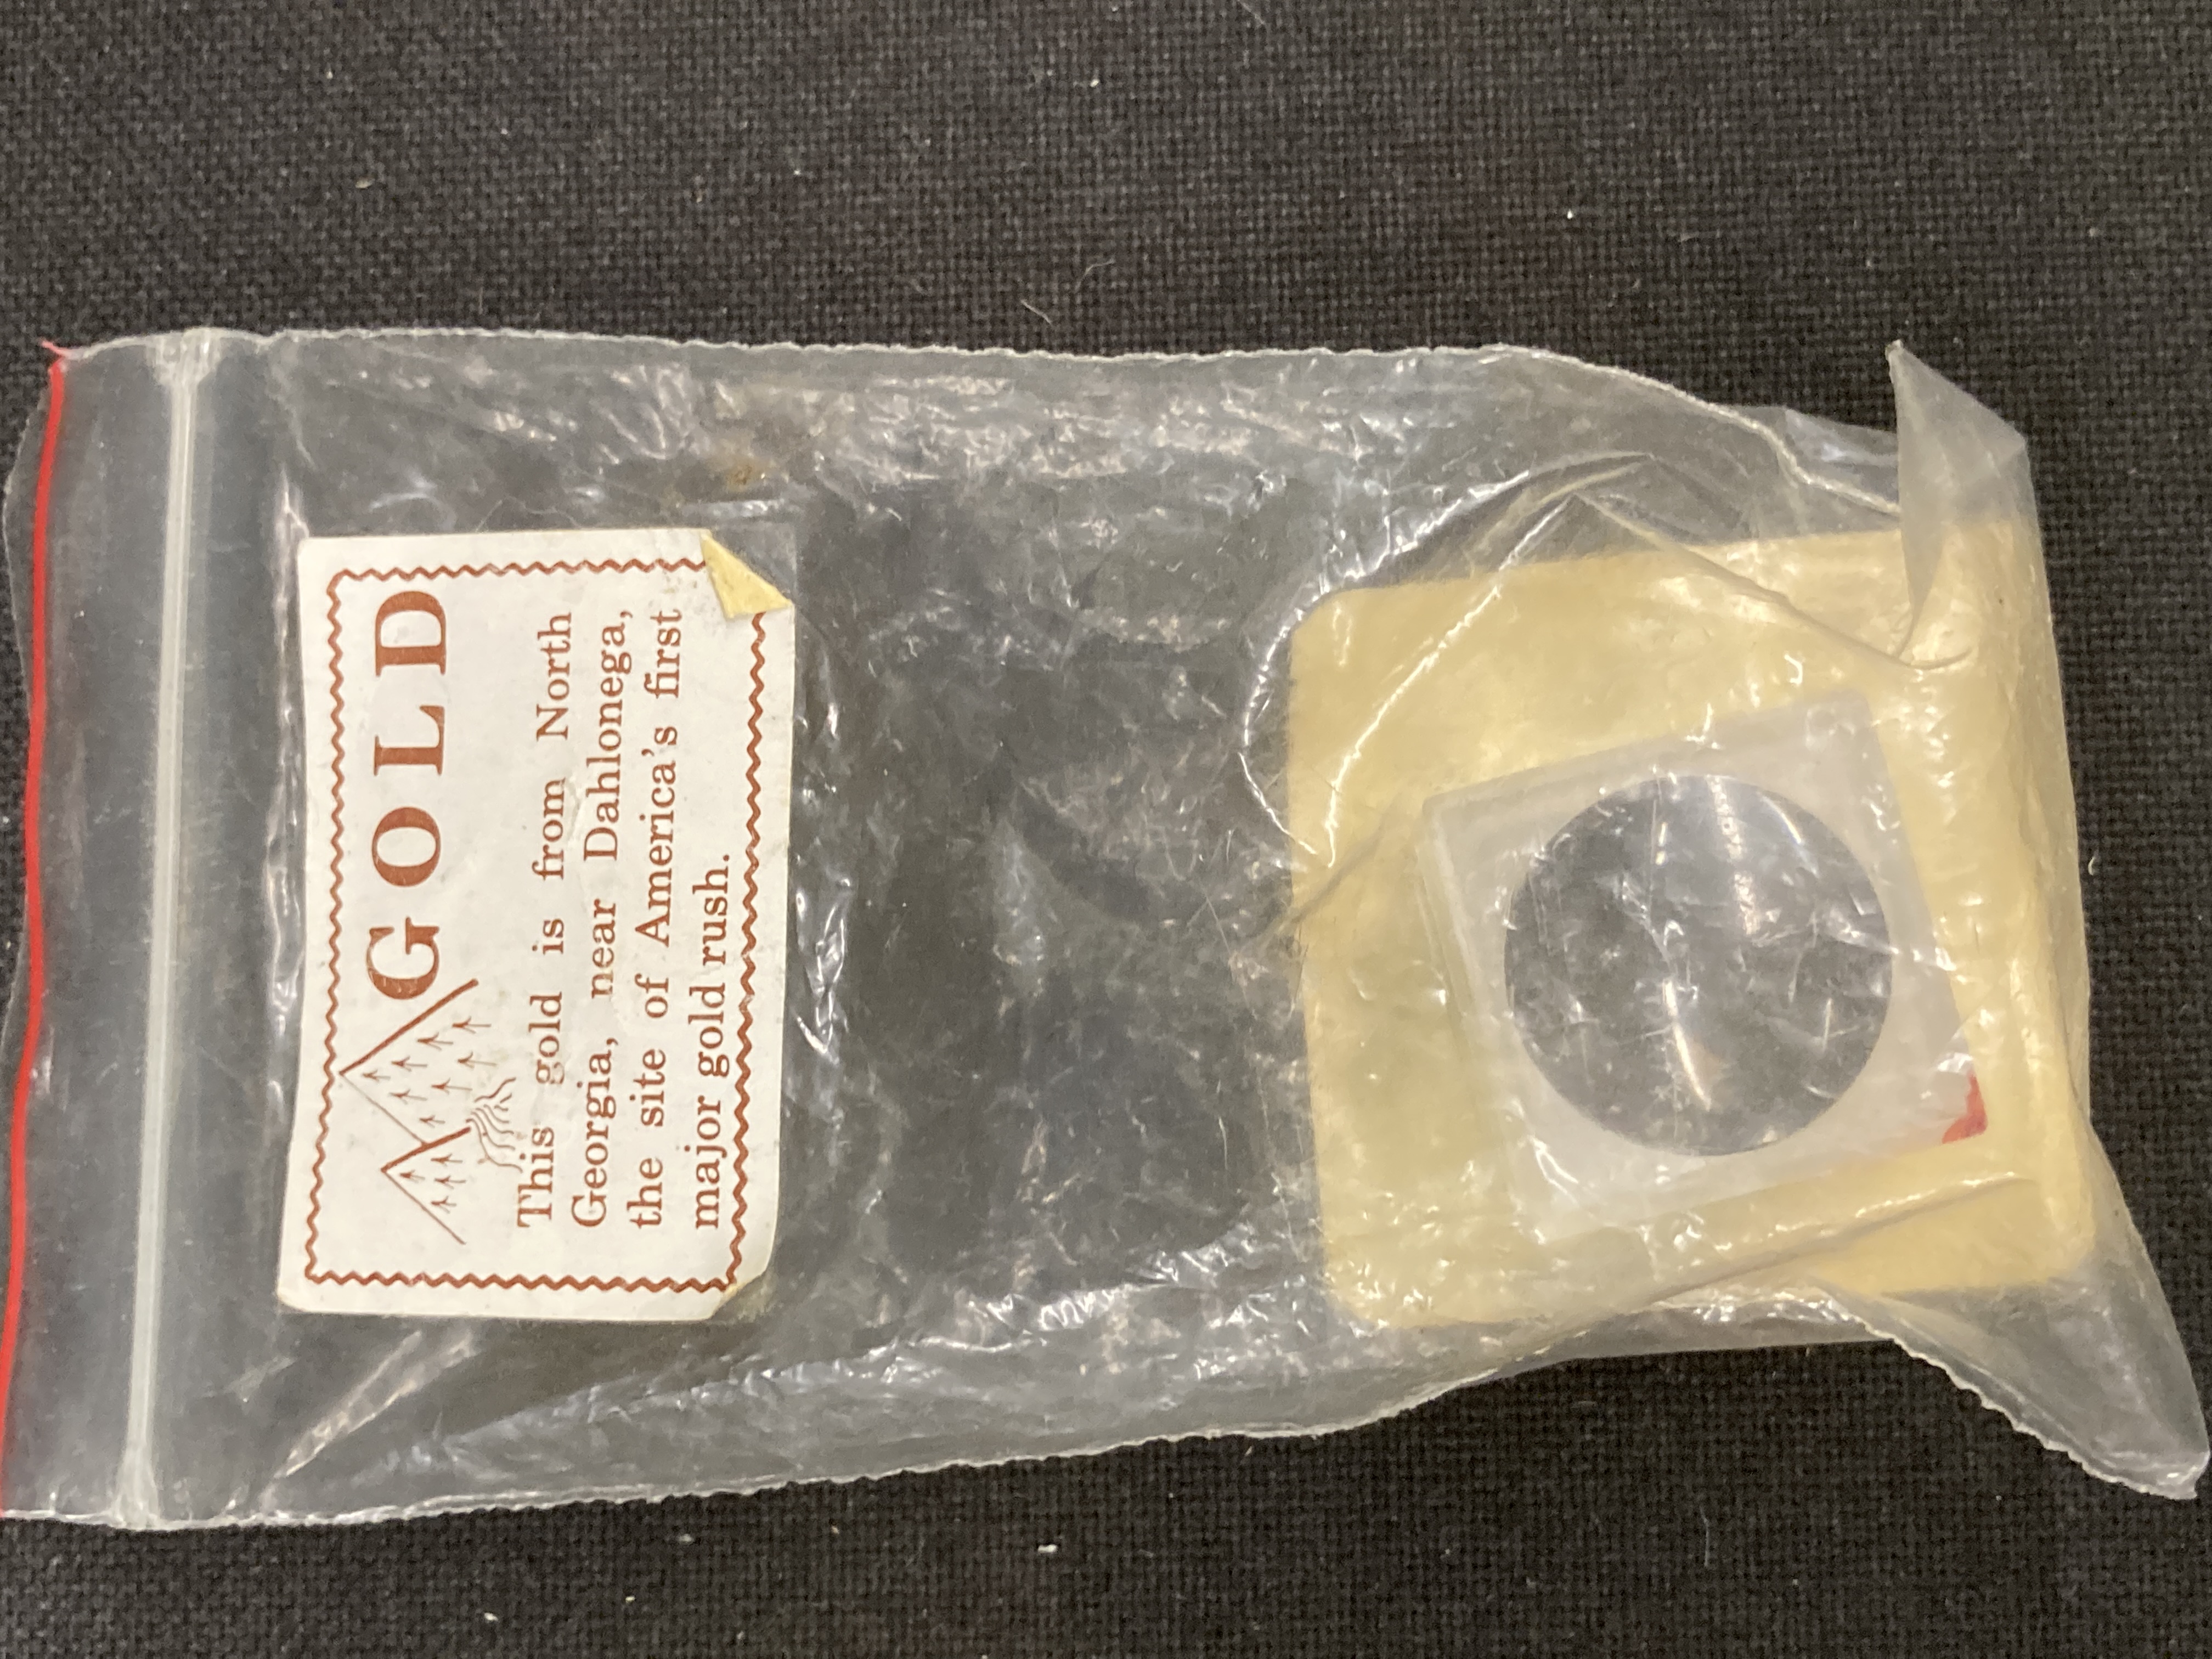 GOLD
This gold is from North
Georgia, near Dahlonega,
the site of America's first
major gold rush.